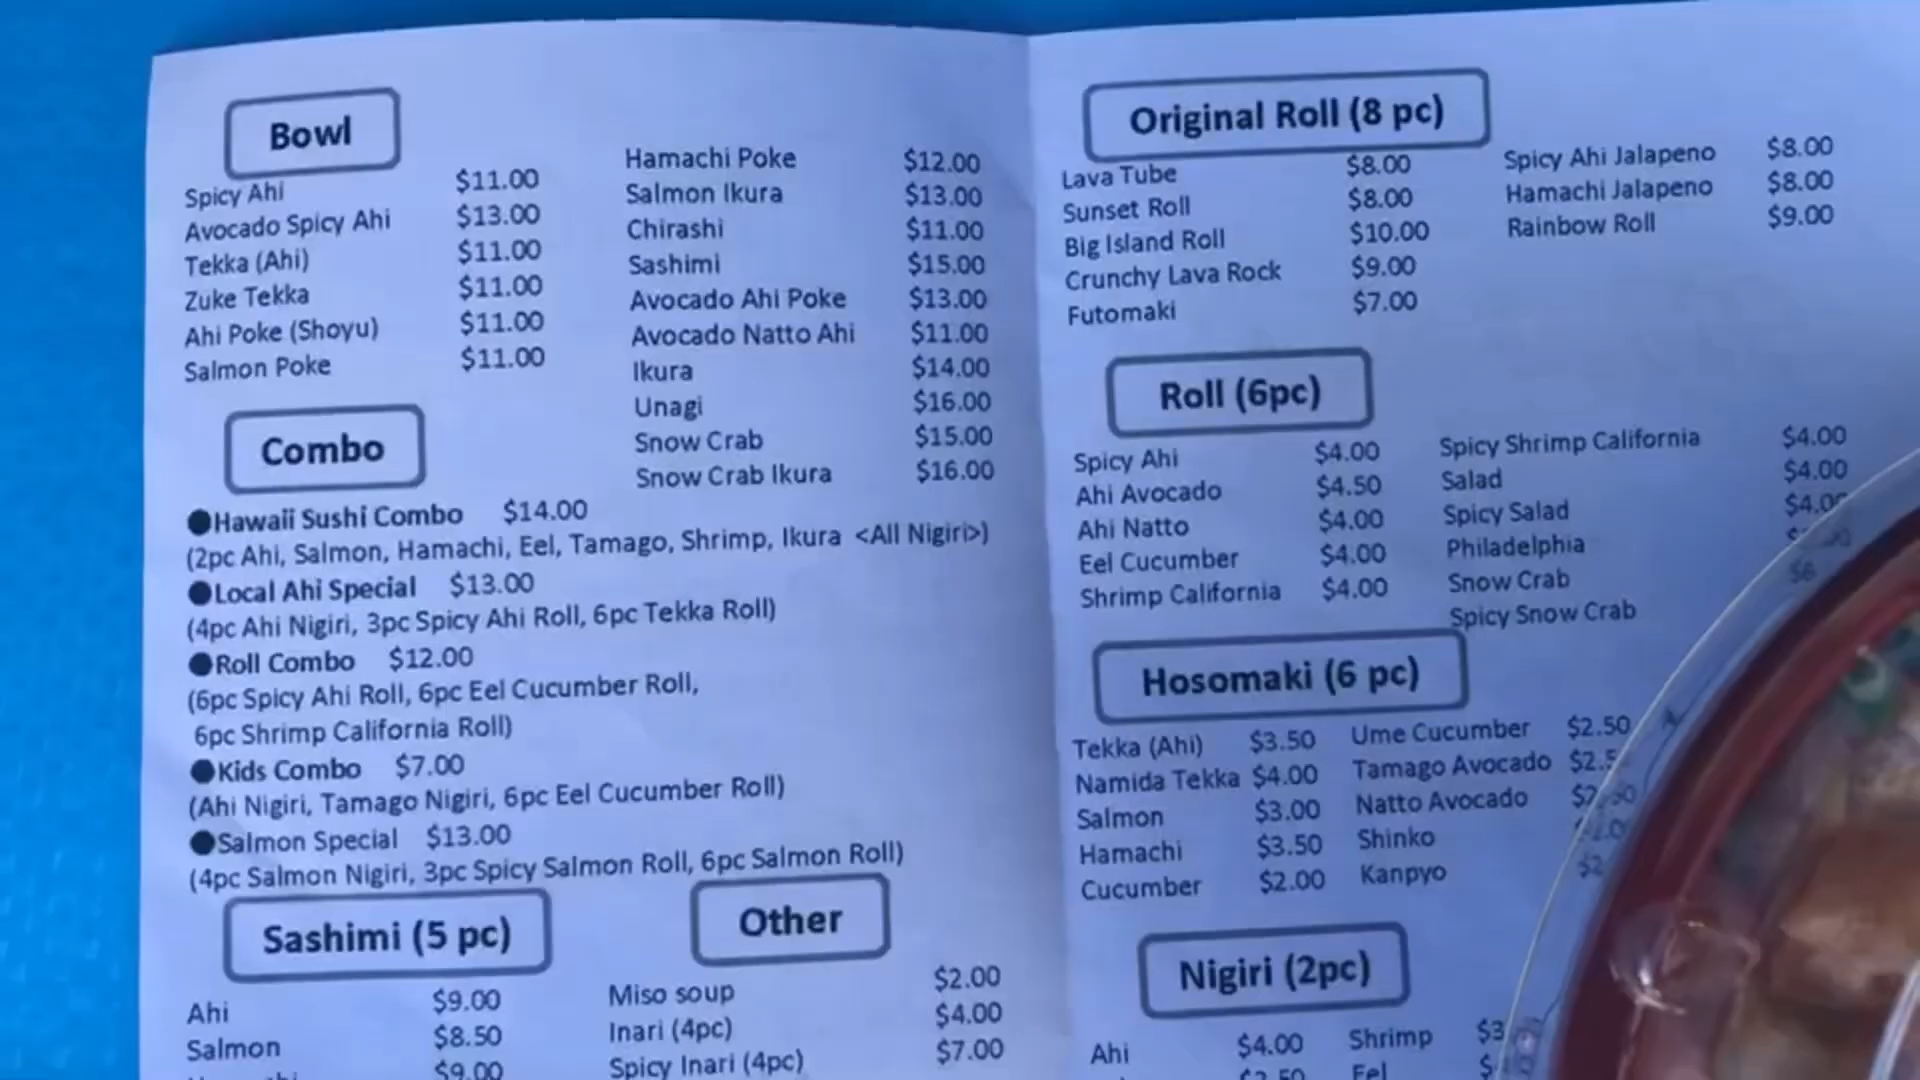 Bowl
Spicy Ahi $11.00
Avocado Spicy Ahi $13.00
Tekka (Ahi) $11.00
Zuke Tekka $11.00
Ahi Poke (Shoyu) $11.00
Salmon Poke $11.00
Hamachi Poke $12.00
Salmon Ikura $13.00
Chirashi $11.00
Sashimi $15.00
Avocado Ahi Poke $13.00
Avocado Natto Ahi $11.00
Ikura $14.00
Unagi $16.00
Snow Crab $15.00
Snow Crab Ikura $16.00
Combo
●Hawaii Sushi Combo $14.00
(2pc Ahi, Salmon, Hamachi, Eel, Tamago, Shrimp, Ikura <All Nigiri>)
●Local Ahi Special $13.00
(4pc Ahi Nigiri, 3pc Spicy Ahi Roll, 6pc Tekka Roll)
●Roll Combo $12.00
(6pc Spicy Ahi Roll, 6pc Eel Cucumber Roll,
6pc Shrimp California Roll)
●Kids Combo $7.00
(Ahi Nigiri, Tamago Nigiri, 6pc Eel Cucumber Roll)
●Salmon Special $13.00
(4pc Salmon Nigiri, 3pc Spicy Salmon Roll, 6pc Salmon Roll)
Sashimi (5 pc)
Ahi $9.00
Salmon $8.50
$9.00
Other
Miso soup $2.00
Inari (4pc) $4.00
Spicy Inari (4pc) $7.00
Original Roll (8 pc)
Lava Tube $8.00
Sunset Roll $8.00
Big Island Roll $10.00
Crunchy Lava Rock $9.00
Futomaki $7.00
Spicy Ahi Jalapeno $8.00
Hamachi Jalapeno $8.00
Rainbow Roll $9.00
Roll (6pc)
Spicy Ahi $4.00
Ahi Avocado $4.50
Ahi Natto $4.00
Eel Cucumber $4.00
Shrimp California $4.00
Spicy Shrimp California $4.00
Salad $4.00
Spicy Salad $4.00
Philadelphia
Snow Crab $6
Spicy Snow Crab
Hosomaki (6 pc)
Tekka (Ahi) $3.50
Namida Tekka $4.00
Salmon $3.00
Hamachi $3.50
Cucumber $2.00
Ume Cucumber $2.50
Tamago Avocado $2.5
Natto Avocado $2.50
Shinko
Kanpyo $2
Nigiri (2pc)
Ahi $4.00
Shrimp $3
Eel $